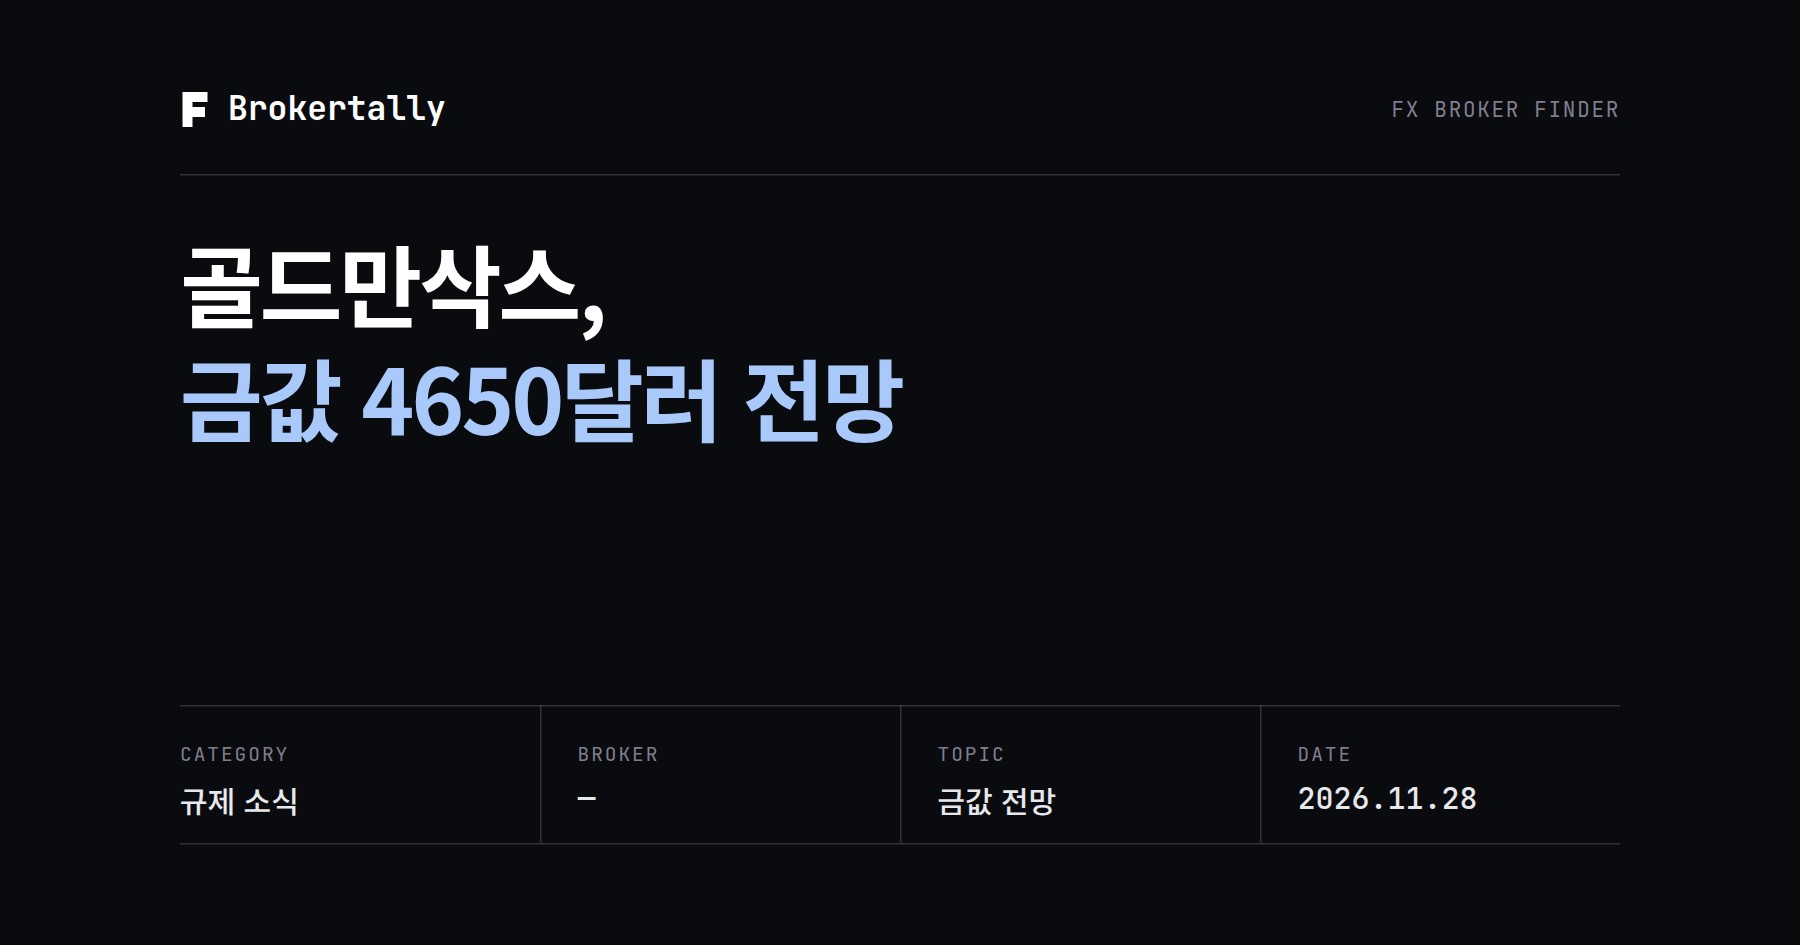 Brokertally
FX BROKER FINDER
골드만삭스,
금값 4650달러 전망
CATEGORY
규제 소식
BROKER
—
TOPIC
금값 전망
DATE
2026.11.28